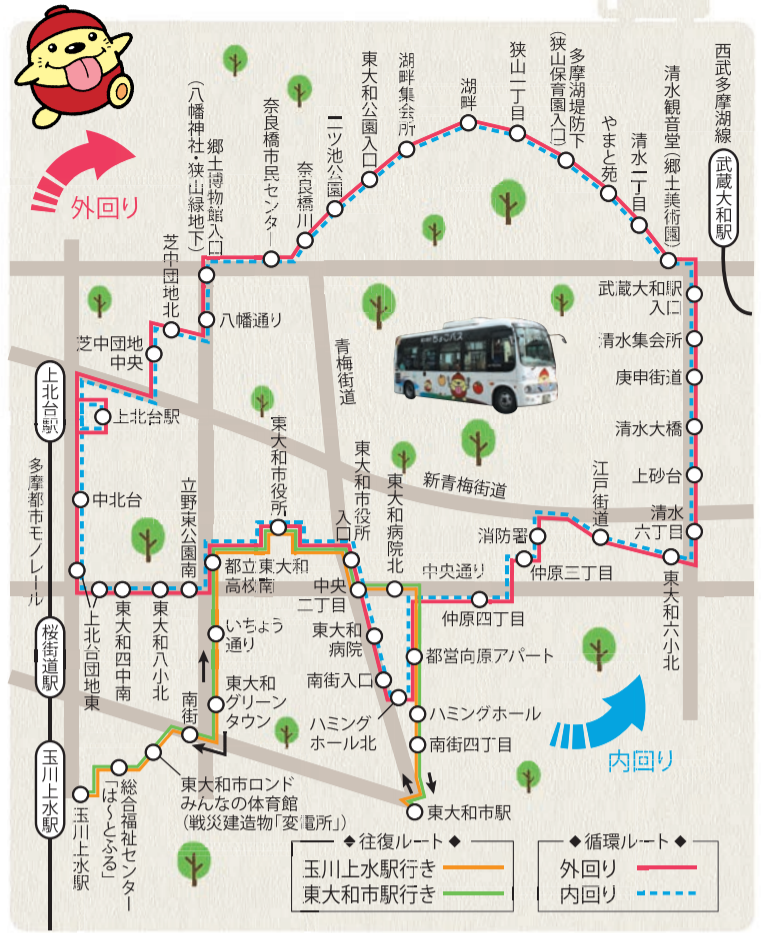 外回り
西武多摩湖線
武蔵大和駅
(八幡神社・狭山緑地下)
郷土博物館入口
奈良橋市民センター
奈良橋川
二ツ池公園
東大和公園入口
湖畔集会所
湖畔
狭山一丁目
多摩湖堤防下
(狭山保育園入口)
やまと苑
清水一丁目
清水観音堂(郷土美術園)
武蔵大和駅
入口
清水集会所
庚申街道
清水大橋
上砂台
清水
六丁目
東大和六小北
江戸街道
仲原三丁目
消防署
仲原四丁目
中央通り
新青梅街道
青梅街道
芝中団地北
八幡通り
芝中団地
中央
上北台駅
上北台駅
多摩都市モノレール
中北台
上北台団地東
東大和四中南
東大和八小北
立野東公園南
東大和市役所
東大和市役所
入口
東大和病院北
都立東大和
高校南
中央
二丁目
いちょう
通り
東大和
病院
南街入口
ハミング
ホール北
都営向原アパート
ハミングホール
南街四丁目
東大和市駅
東大和
グリーン
タウン
南街
東大和市ロンド
みんなの体育館
(戦災建造物「変電所」)
総合福祉センター
「は〜とふる」
玉川上水駅
桜街道駅
玉川上水駅
内回り
◆往復ルート◆
玉川上水駅行き
東大和市駅行き
◆循環ルート◆
外回り
内回り